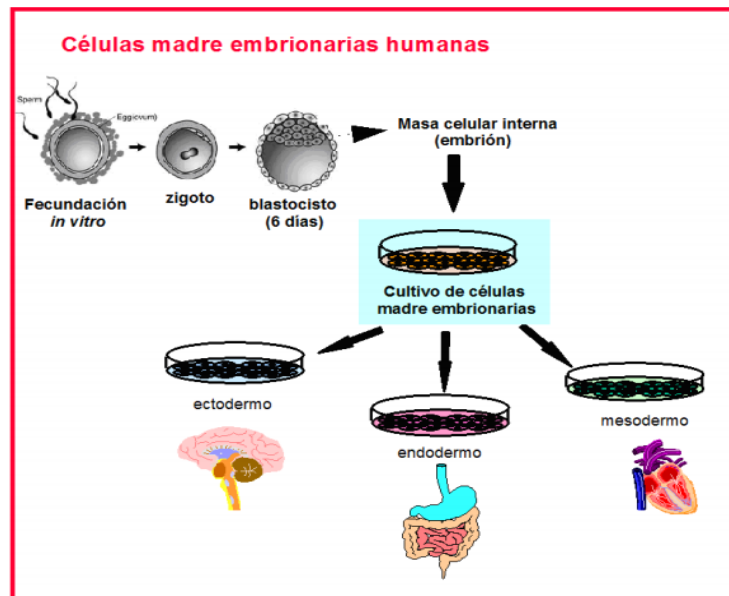 Células madre embrionarias humanas
Sperm
Egg(ovum)
Fecundación
in vitro
zigoto
blastocisto
(6 días)
Masa celular interna
(embrión)
Cultivo de células
madre embrionarias
ectodermo
endodermo
mesodermo